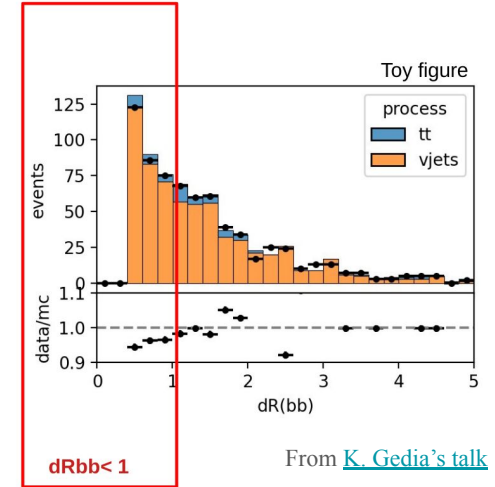 Toy figure
process
tt
vjets
events
125
100
75
50
25
0
data/mc
1.1
1.0
0.9
0 1 2 3 4 5
dR(bb)
dRbb< 1
From K. Gedia's talk